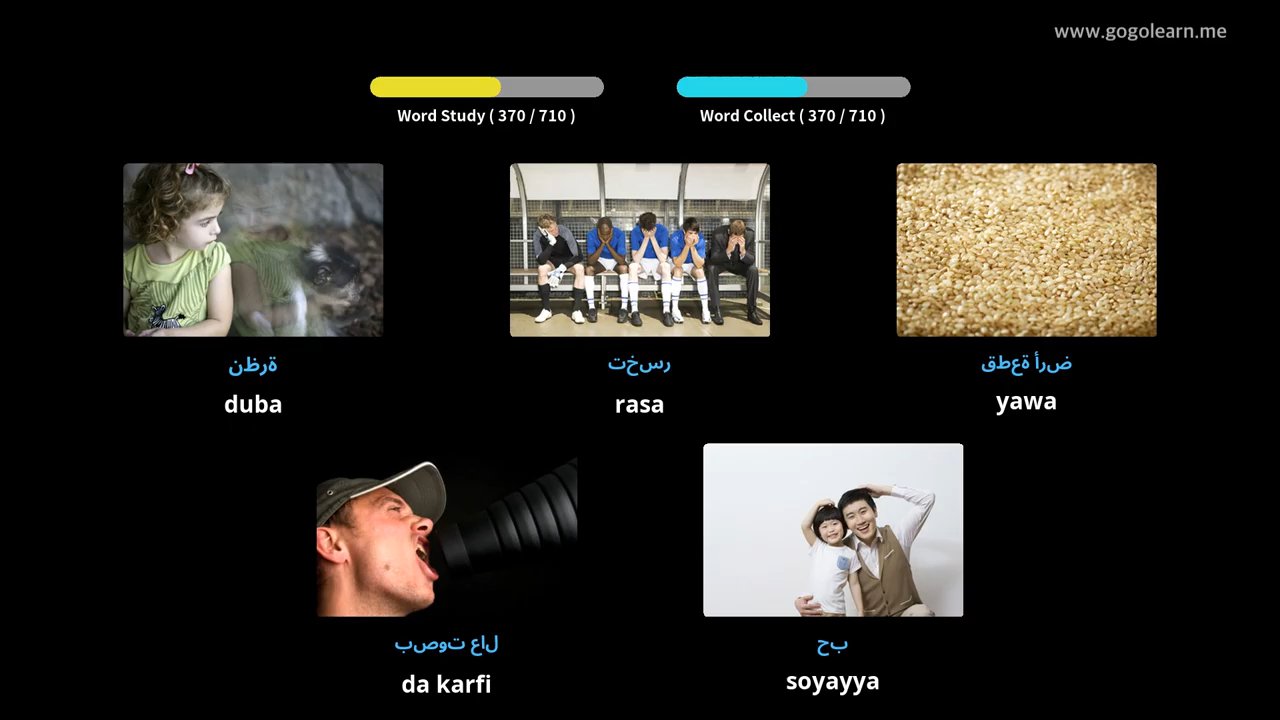 www.gogolearn.me
Word Study ( 370 / 710 )
Word Collect ( 370 / 710 )
ةرظن
duba
رسخت
rasa
ضرأ ةعطق
yawa
لاع توصب
da karfi
بح
soyayya